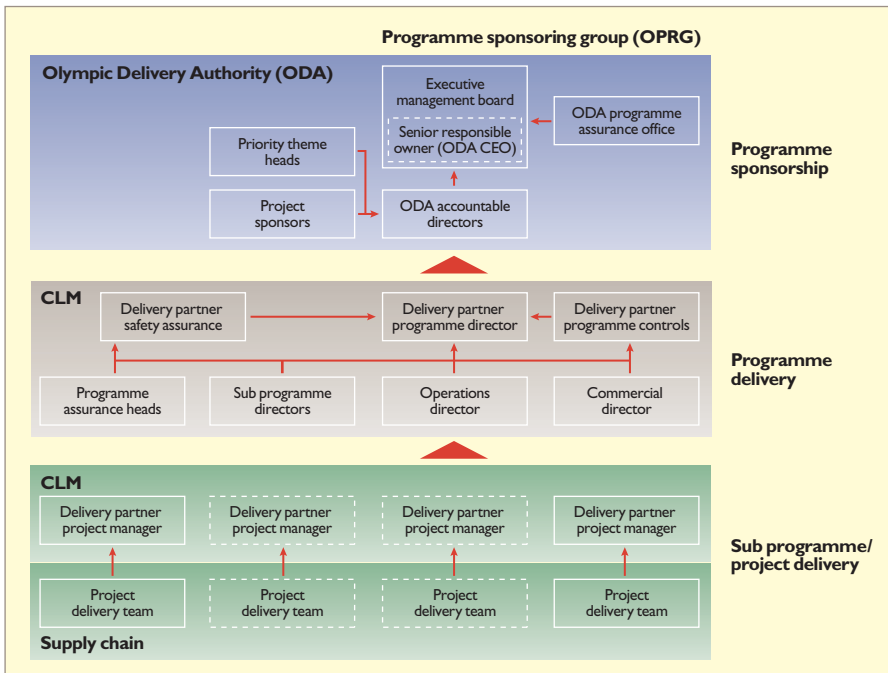 Programme sponsoring group (OPRG)
Olympic Delivery Authority (ODA)
Executive
management board
Senior responsible
owner (ODA CEO)
ODA programme
assurance office
Priority theme
heads
Project
sponsors
ODA accountable
directors
Programme
sponsorship
CLM
Delivery partner
safety assurance
Delivery partner
programme director
Delivery partner
programme controls
Programme
assurance heads
Sub programme
directors
Operations
director
Commercial
director
Programme
delivery
CLM
Delivery partner
project manager
Delivery partner
project manager
Delivery partner
project manager
Delivery partner
project manager
Sub programme/
project delivery
Project
delivery team
Project
delivery team
Project
delivery team
Project
delivery team
Supply chain